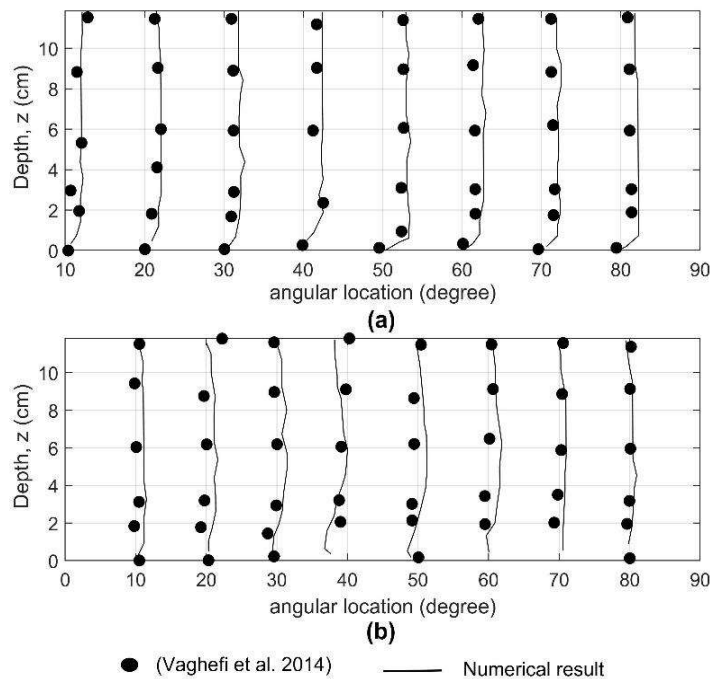 Depth, z (cm)
10
8
6
4
2
0
10 20 30 40 50 60 70 80 90
angular location (degree)
(a)
Depth, z (cm)
10
8
6
4
2
0
0 10 20 30 40 50 60 70 80 90
angular location (degree)
(b)
(Vaghefi et al. 2014) Numerical result